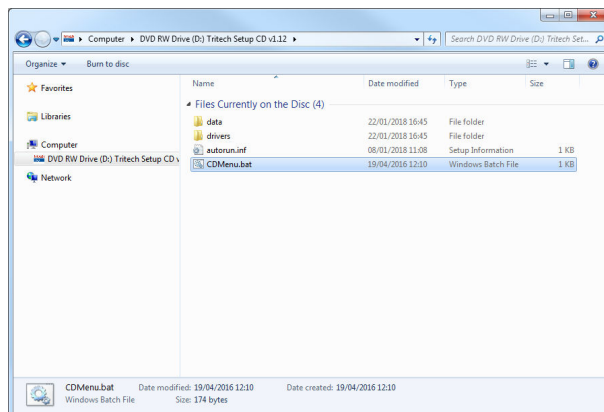 Computer ▸ DVD RW Drive (D:) Tritech Setup CD v1.12 ▸ Search DVD RW Drive (D:) Tritech Set...
Organize Burn to disc
Favorites
Libraries
Computer
DVD RW Drive (D:) Tritech Setup CD v
Network
Name Date modified Type Size
Files Currently on the Disc (4)
data 22/01/2018 16:45 File folder
drivers 22/01/2018 16:45 File folder
autorun.inf 08/01/2018 11:08 Setup Information 1 KB
CDMenu.bat 19/04/2016 12:10 Windows Batch File 1 KB
CDMenu.bat Date modified: 19/04/2016 12:10 Date created: 19/04/2016 12:10
Windows Batch File Size: 174 bytes